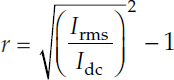 r = √((I_rms / I_dc)² − 1)